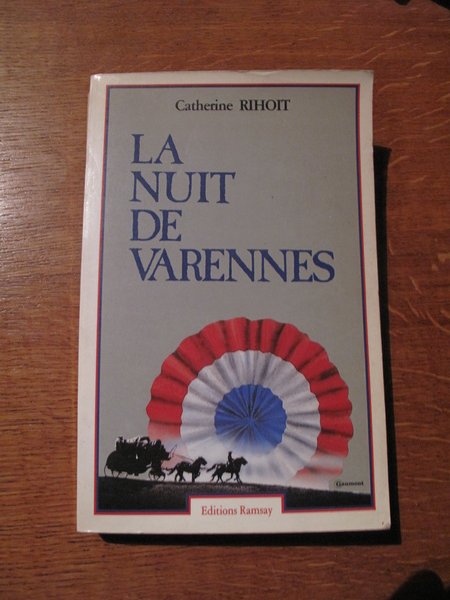 Catherine RIHOIT
LA
NUIT
DE
VARENNES
Gaumont
Editions Ramsay